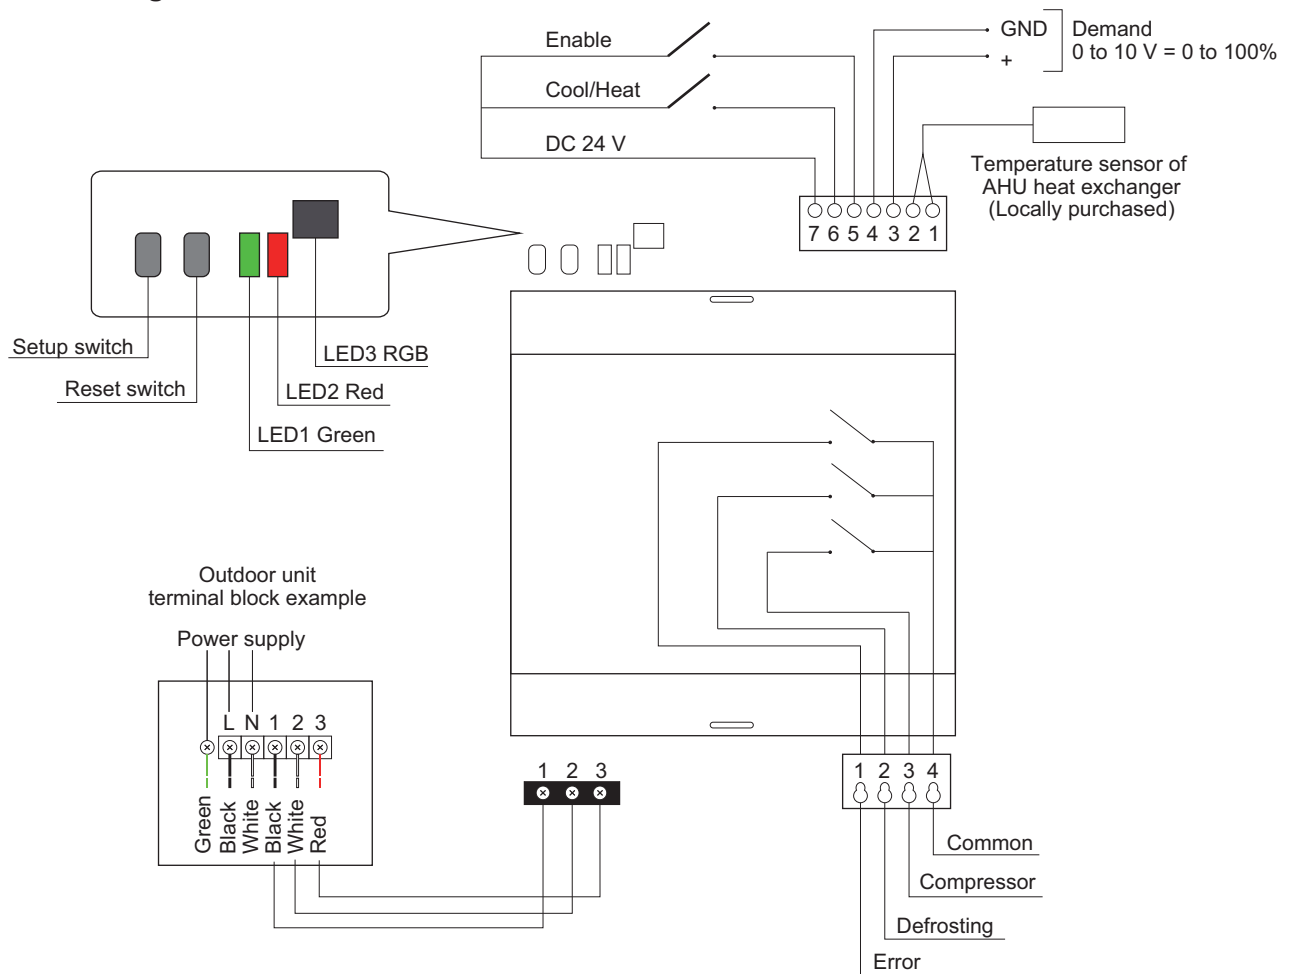 Enable
GND
Demand
0 to 10 V = 0 to 100%
+
Cool/Heat
DC 24 V
Temperature sensor of
AHU heat exchanger
(Locally purchased)
7 6 5 4 3 2 1
Setup switch
LED3 RGB
Reset switch
LED2 Red
LED1 Green
Outdoor unit
terminal block example
Power supply
L N 1 2 3
Green
Black
White
Black
White
Red
1 2 3
1 2 3 4
Common
Compressor
Defrosting
Error